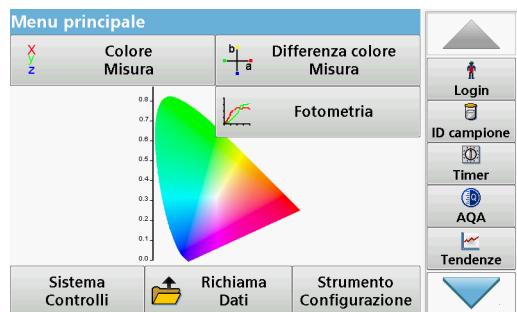 Menu principale
X
y
z
Colore
Misura
b
a
Differenza colore
Misura
Fotometria
0.8
0.7
0.6
0.5
0.4
0.3
0.2
0.1
0.0
Sistema
Controlli
Richiama
Dati
Strumento
Configurazione
Login
ID campione
Timer
AQA
Tendenze